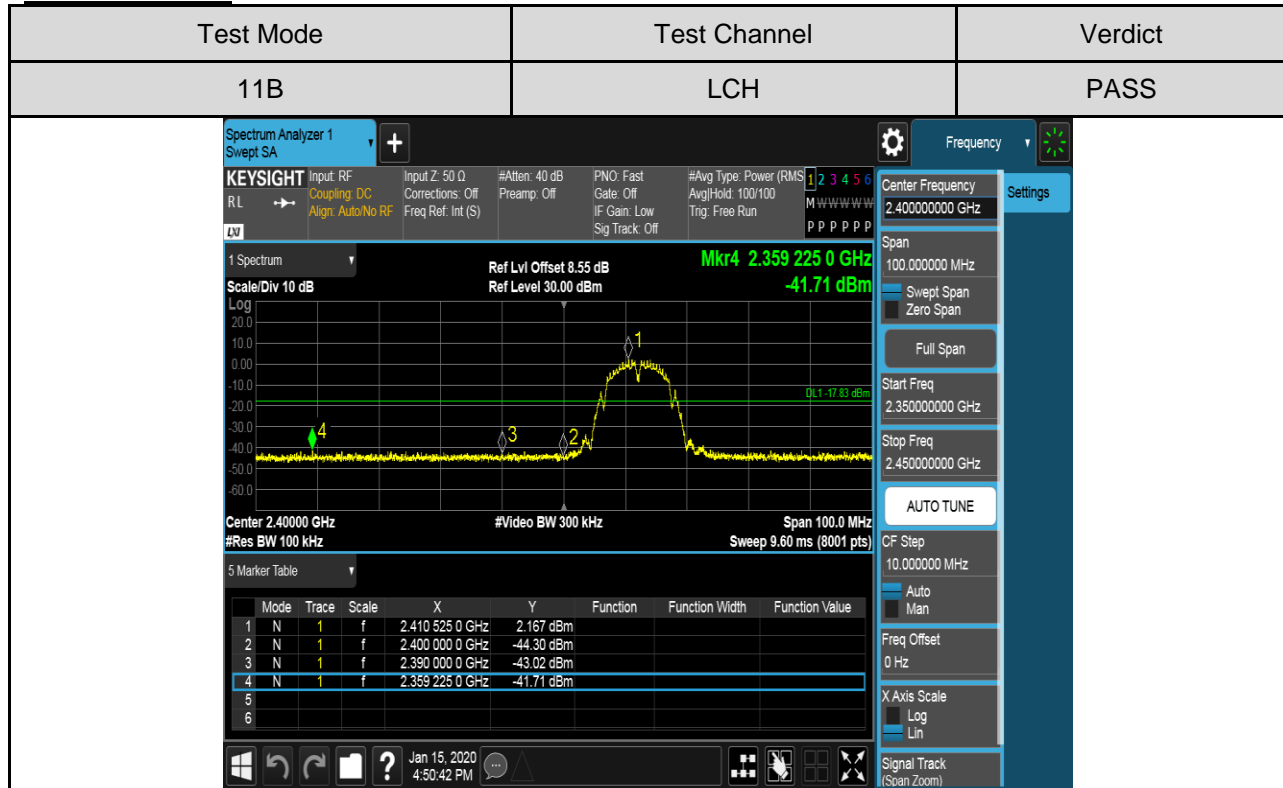 Test Mode Test Channel Verdict
11B LCH PASS
Spectrum Analyzer 1
Swept SA
+
Frequency
KEYSIGHT
RL
LXI
Input: RF
Coupling: DC
Align: Auto/No RF
Input Z: 50 Ω
Corrections: Off
Freq Ref: Int (S)
#Atten: 40 dB
Preamp: Off
PNO: Fast
Gate: Off
IF Gain: Low
Sig Track: Off
#Avg Type: Power (RMS
Avg|Hold: 100/100
Trig: Free Run
1 2 3 4 5 6
M W W W W W
P P P P P P
1 Spectrum
Scale/Div 10 dB
Ref Lvl Offset 8.55 dB
Ref Level 30.00 dBm
Mkr4 2.359 225 0 GHz
-41.71 dBm
Log
20.0
10.0
0.00
-10.0
-20.0
-30.0
-40.0
-50.0
-60.0
1
DL1 -17.83 dBm
4
3
2
Center 2.40000 GHz
#Res BW 100 kHz
#Video BW 300 kHz
Span 100.0 MHz
Sweep 9.60 ms (8001 pts)
5 Marker Table
Mode Trace Scale X Y Function Function Width Function Value
1 N 1 f 2.410 525 0 GHz 2.167 dBm
2 N 1 f 2.400 000 0 GHz -44.30 dBm
3 N 1 f 2.390 000 0 GHz -43.02 dBm
4 N 1 f 2.359 225 0 GHz -41.71 dBm
5
6
?
Jan 15, 2020
4:50:42 PM
Center Frequency
2.400000000 GHz
Settings
Span
100.000000 MHz
Swept Span
Zero Span
Full Span
Start Freq
2.350000000 GHz
Stop Freq
2.450000000 GHz
AUTO TUNE
CF Step
10.000000 MHz
Auto
Man
Freq Offset
0 Hz
X Axis Scale
Log
Lin
Signal Track
(Span Zoom)